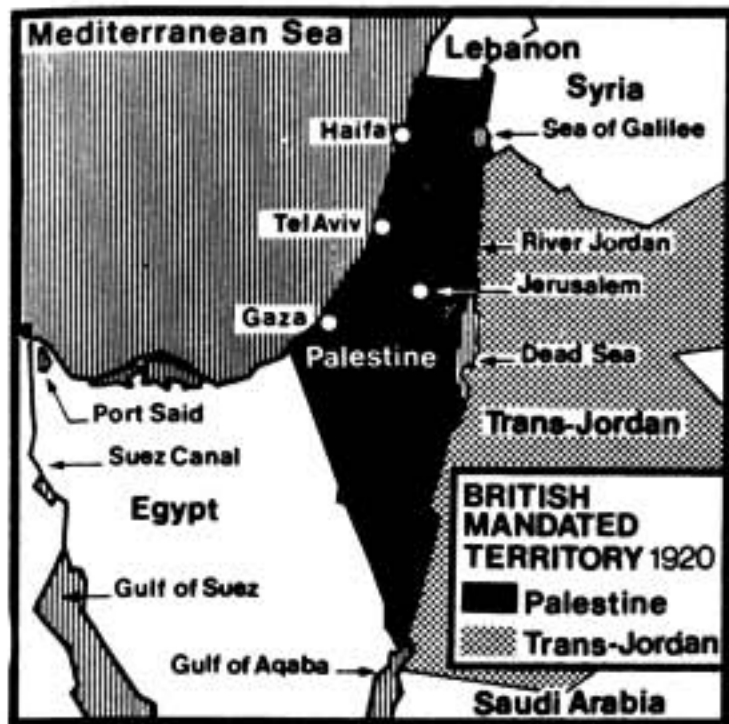 Mediterranean Sea
Lebanon
Syria
Haifa
Sea of Galilee
Tel Aviv
River Jordan
Jerusalem
Gaza
Palestine
Dead Sea
Port Said
Trans-Jordan
Suez Canal
Egypt
BRITISH
MANDATED
TERRITORY 1920
Palestine
Trans-Jordan
Gulf of Suez
Gulf of Aqaba
Saudi Arabia